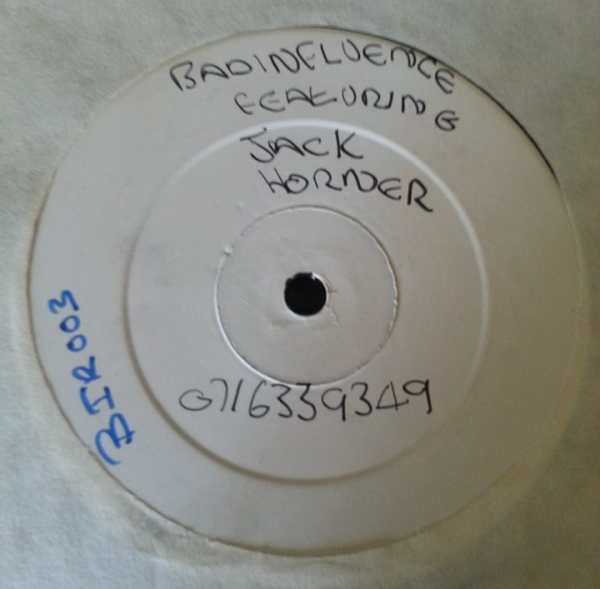 BADINFLUENCE
FEATURING
JACK
HORNER
BIR003
0716339349